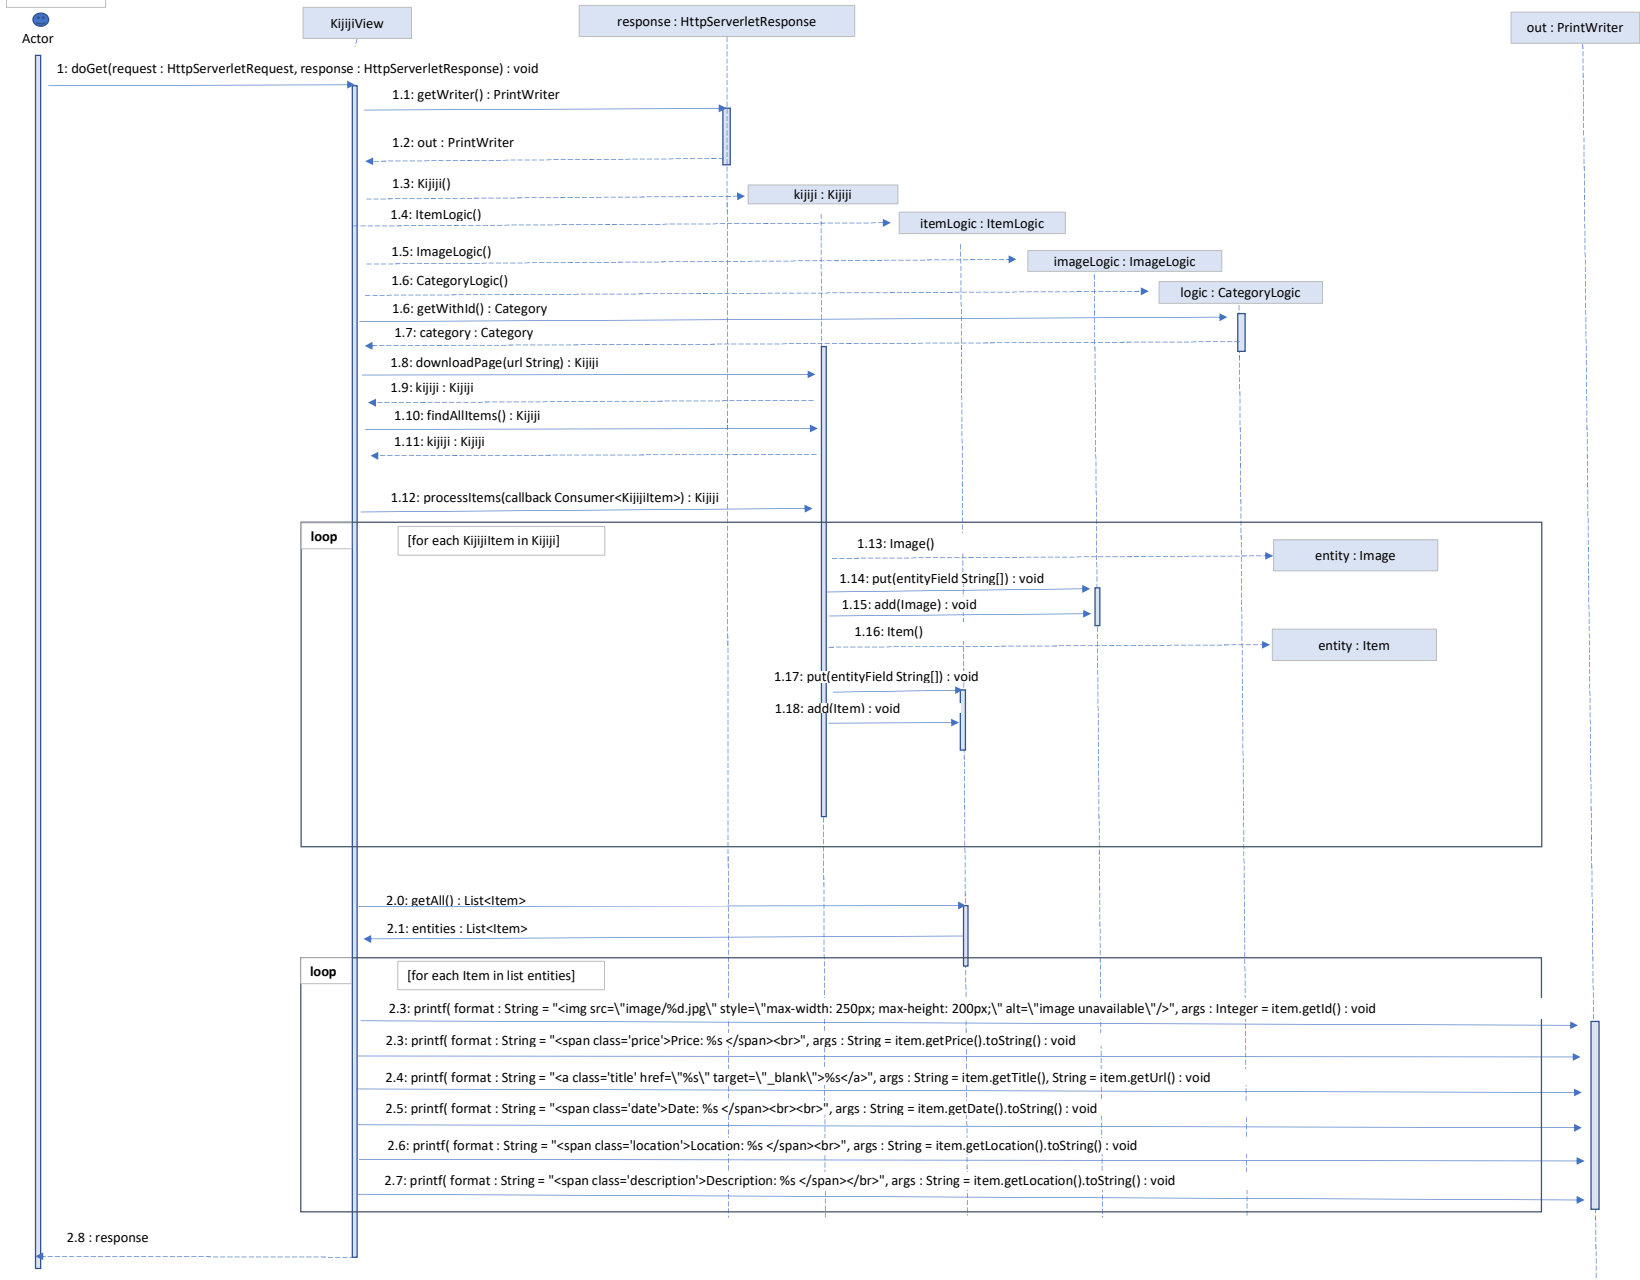 Actor
KijijiView
response : HttpServerletResponse
out : PrintWriter
1: doGet(request : HttpServerletRequest, response : HttpServerletResponse) : void
1.1: getWriter() : PrintWriter
1.2: out : PrintWriter
1.3: Kijiji()
kijiji : Kijiji
1.4: ItemLogic()
itemLogic : ItemLogic
1.5: ImageLogic()
imageLogic : ImageLogic
1.6: CategoryLogic()
logic : CategoryLogic
1.6: getWithId() : Category
1.7: category : Category
1.8: downloadPage(url String) : Kijiji
1.9: kijiji : Kijiji
1.10: findAllItems() : Kijiji
1.11: kijiji : Kijiji
1.12: processItems(callback Consumer<KijijiItem>) : Kijiji
loop
[for each KijijiItem in Kijiji]
1.13: Image()
entity : Image
1.14: put(entityField String[]) : void
1.15: add(Image) : void
1.16: Item()
entity : Item
1.17: put(entityField String[]) : void
1.18: add(Item) : void
2.0: getAll() : List<Item>
2.1: entities : List<Item>
loop
[for each Item in list entities]
2.3: printf( format : String = "<img src=\"image/%d.jpg\" style=\"max-width: 250px; max-height: 200px;\" alt=\"image unavailable\"/>", args : Integer = item.getId() : void
2.3: printf( format : String = "<span class='price'>Price: %s </span><br>", args : String = item.getPrice().toString() : void
2.4: printf( format : String = "<a class='title' href=\"%s\" target=\"_blank\">%s</a>", args : String = item.getTitle(), String = item.getUrl() : void
2.5: printf( format : String = "<span class='date'>Date: %s </span><br><br>", args : String = item.getDate().toString() : void
2.6: printf( format : String = "<span class='location'>Location: %s </span><br>", args : String = item.getLocation().toString() : void
2.7: printf( format : String = "<span class='description'>Description: %s </span></br>", args : String = item.getLocation().toString() : void
2.8 : response